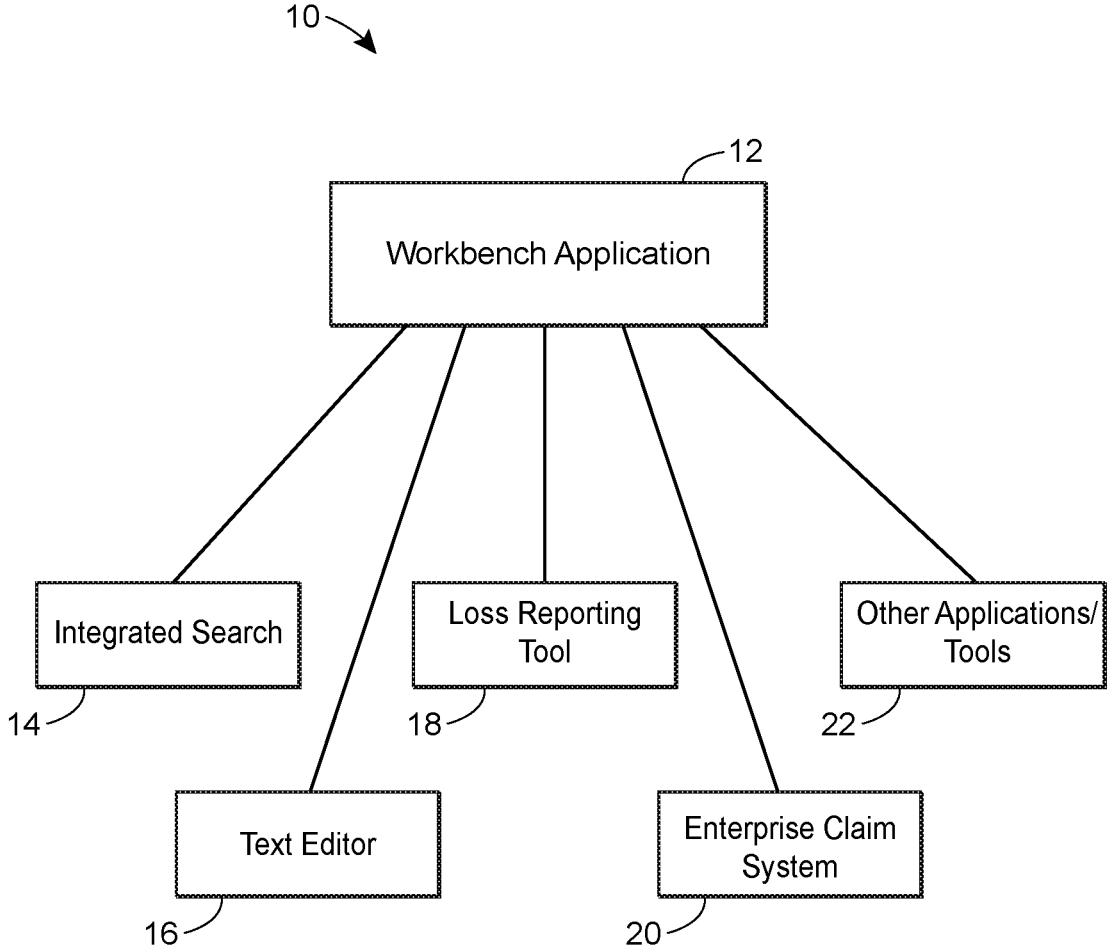 10
12
Workbench Application
Integrated Search
14
Loss Reporting
Tool
18
Other Applications/
Tools
22
Text Editor
16
Enterprise Claim
System
20